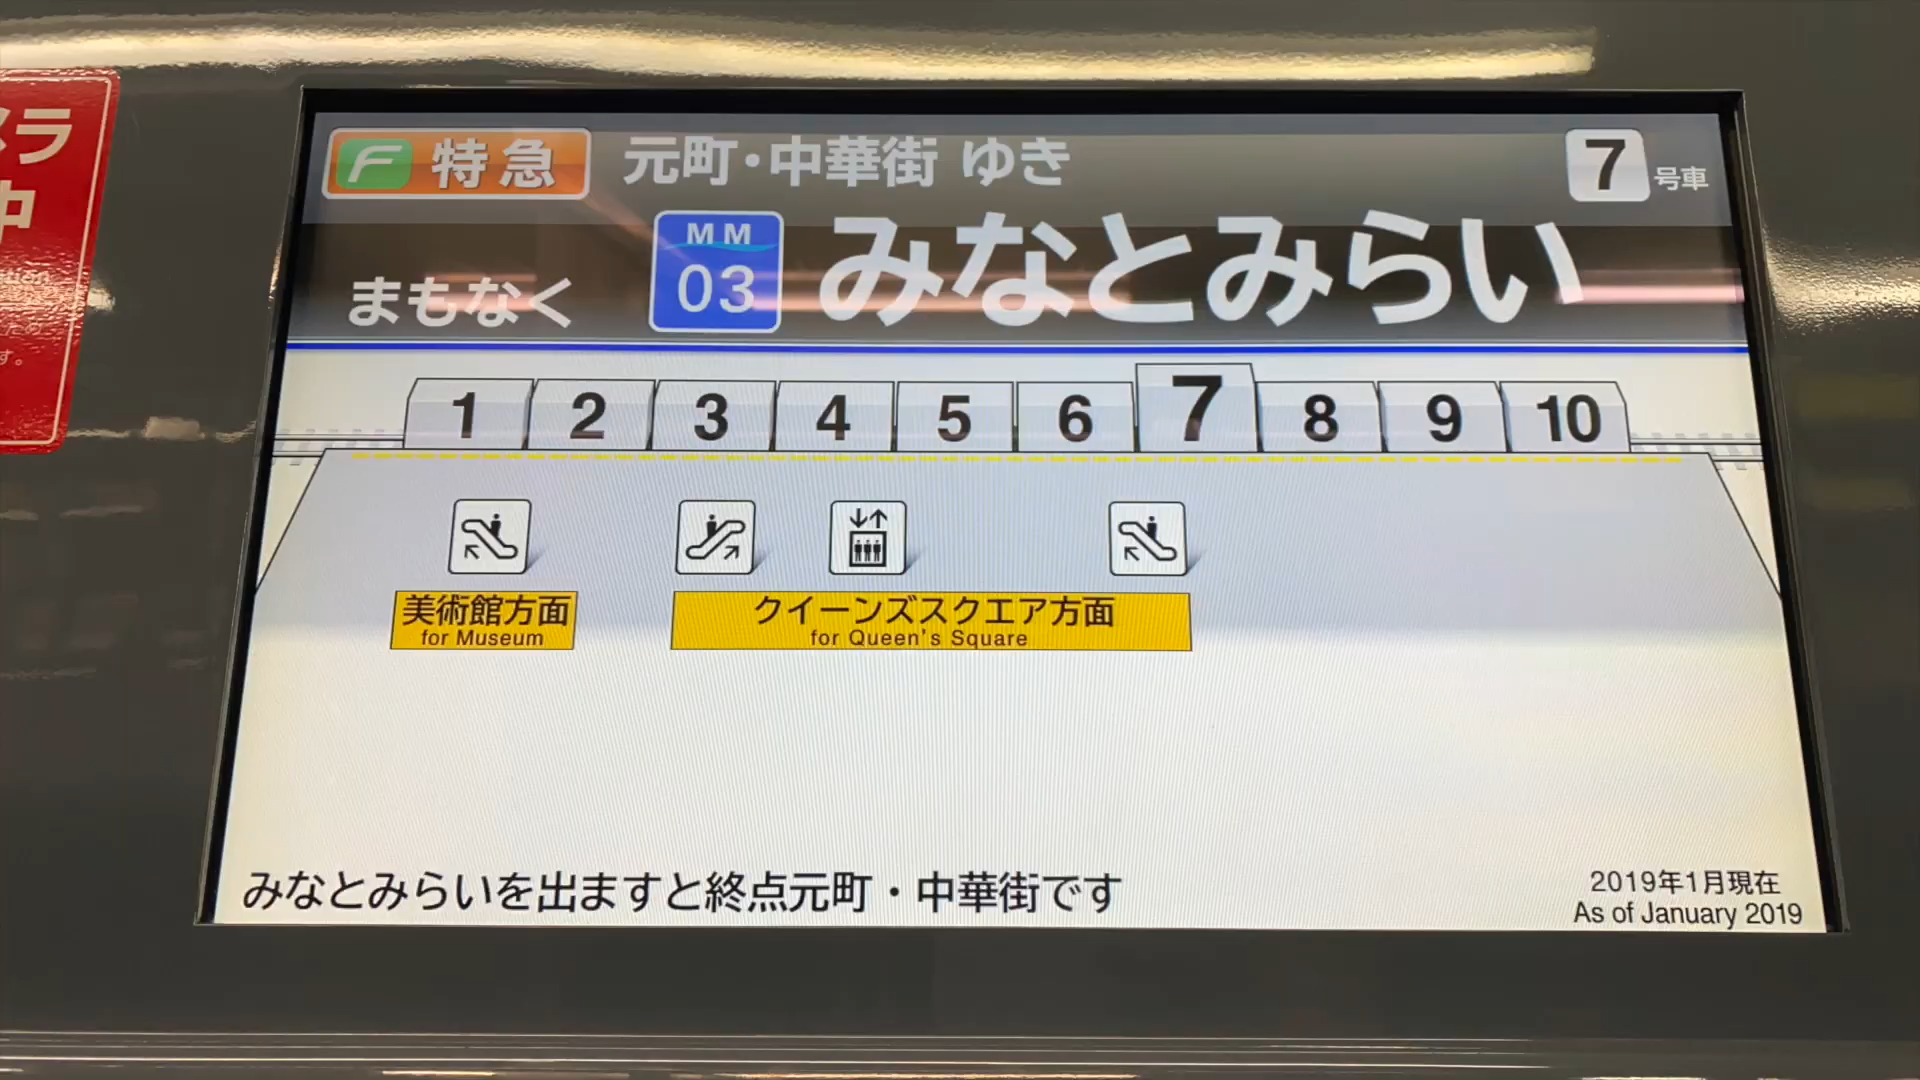 F 特急 元町・中華街 ゆき 7 号車
まもなく MM 03 みなとみらい
1 2 3 4 5 6 7 8 9 10
美術館方面
for Museum
クイーンズスクエア方面
for Queen's Square
みなとみらいを出ますと終点元町・中華街です
2019年1月現在
As of January 2019
ラ
中
す。